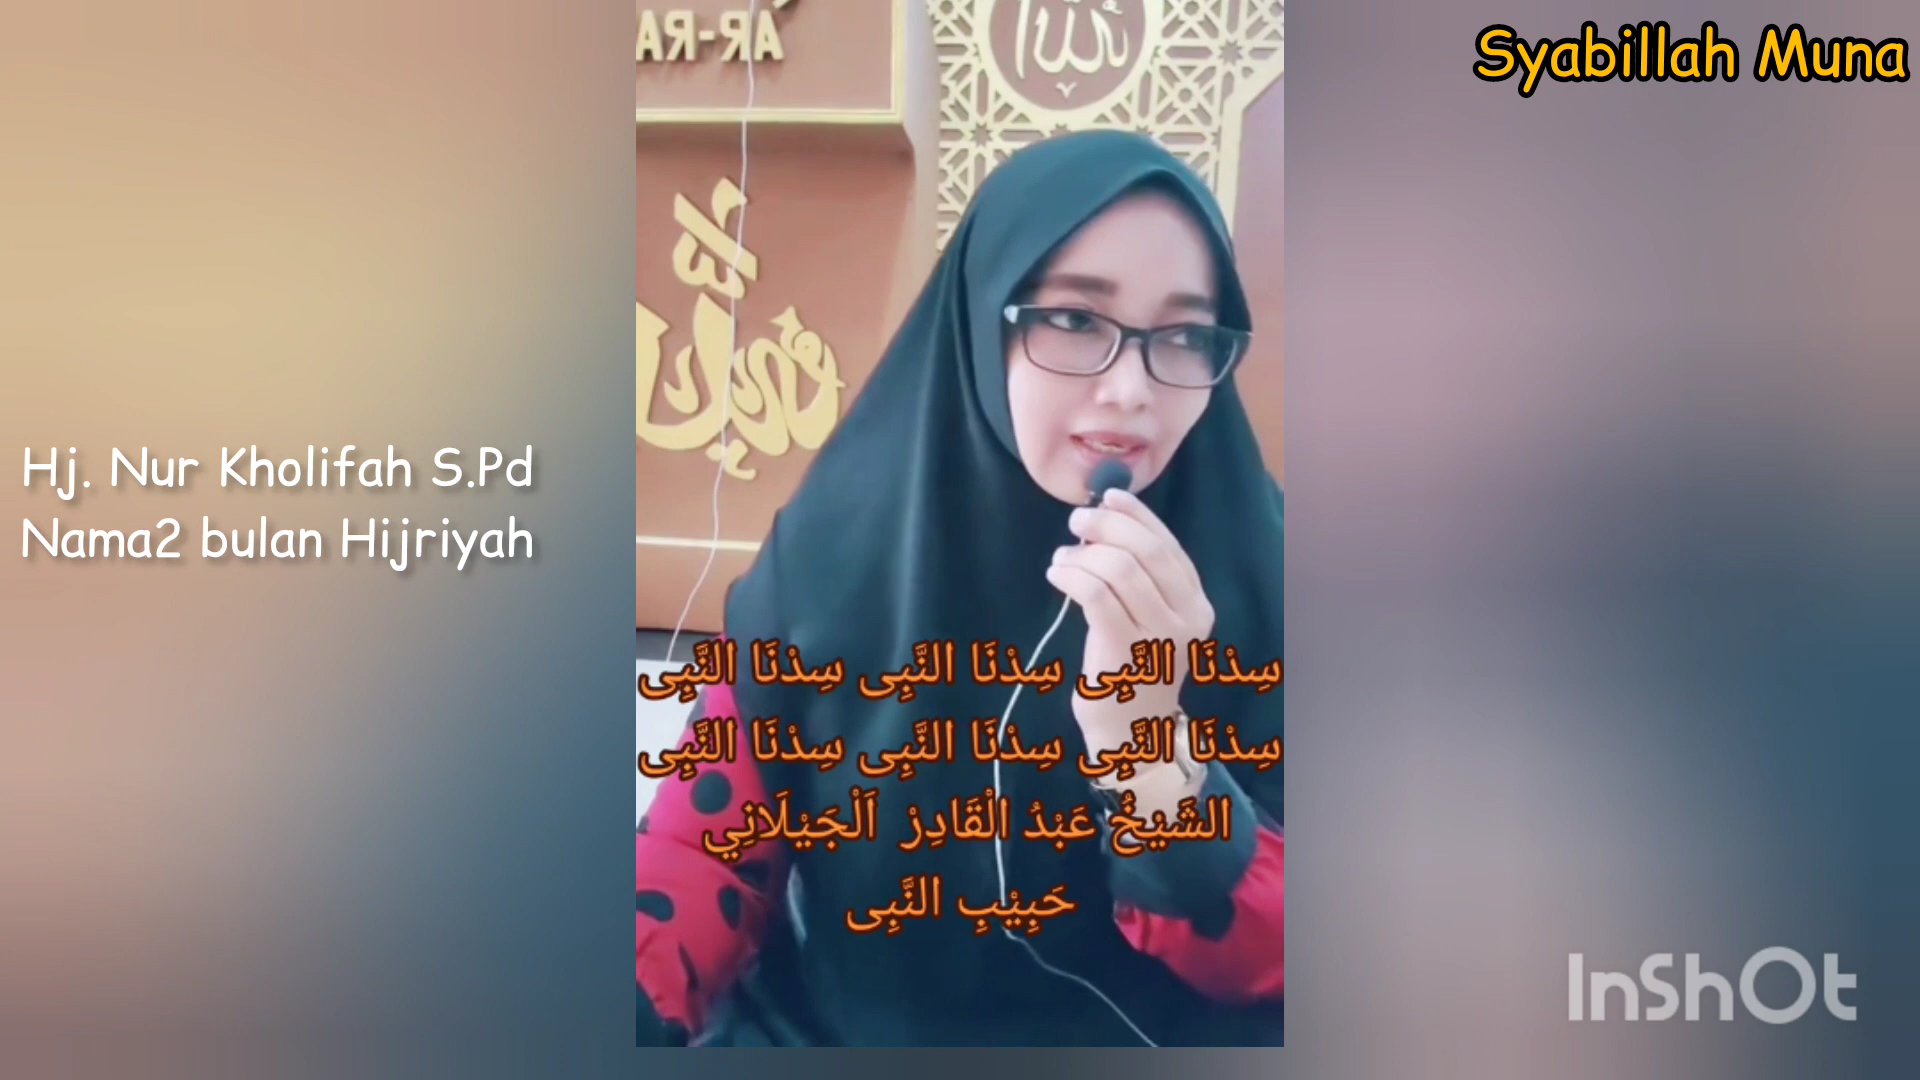 Syabillah Muna
Hj. Nur Kholifah S.Pd
Nama2 bulan Hijriyah
سِدْنَا النَّبِى سِدْنَا النَّبِى سِدْنَا النَّبِى
سِدْنَا النَّبِى سِدْنَا النَّبِى سِدْنَا النَّبِى
الشَيْخُ عَبْدُ الْقَادِرْ اَلْجَيْلَانِي
حَبِيْبِ النَّبِى
InShOt